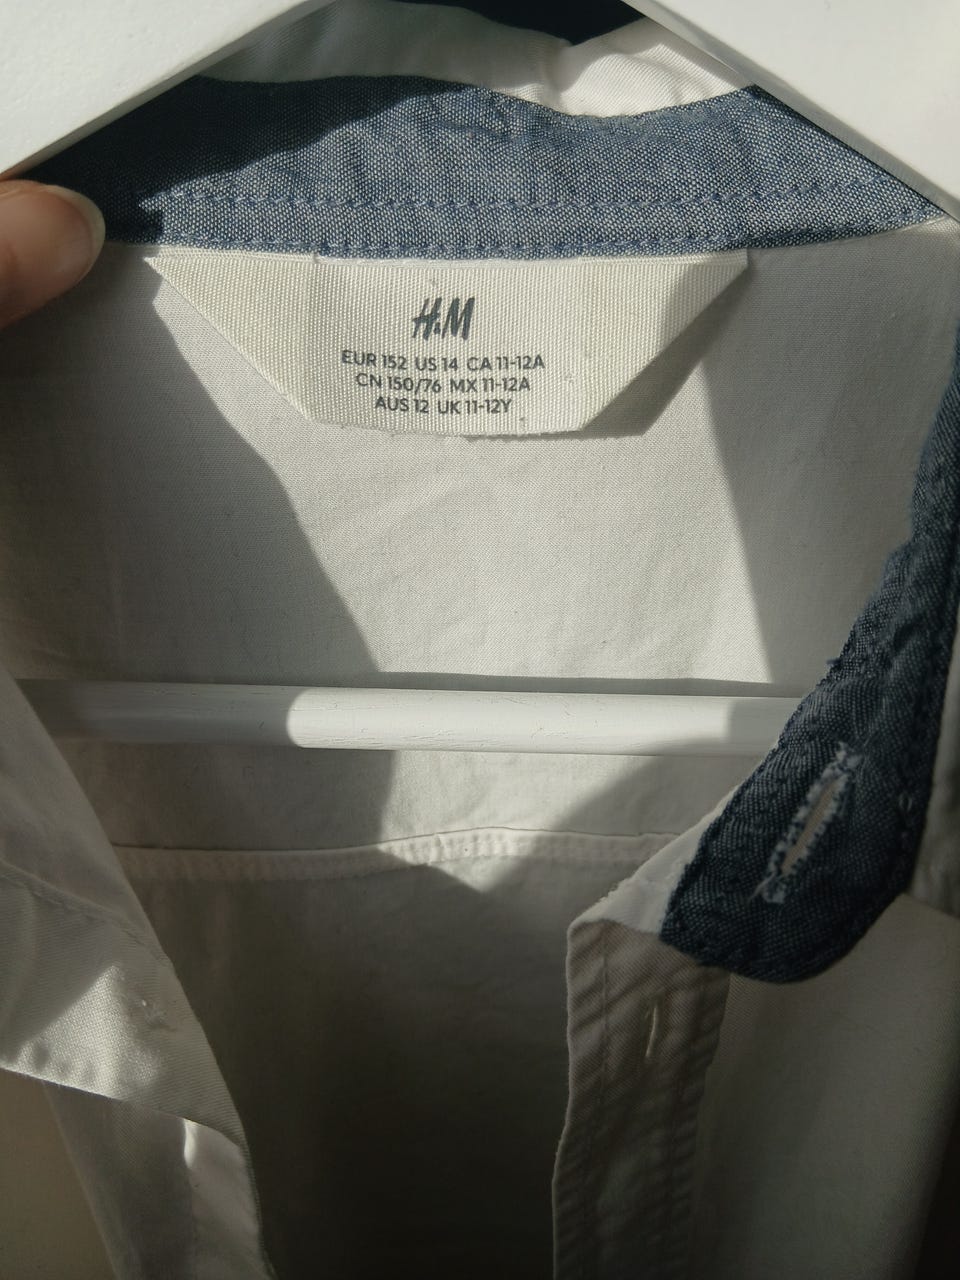 H&M
EUR 152 US 14 CA 11-12A
CN 150/76 MX 11-12A
AUS 12 UK 11-12Y